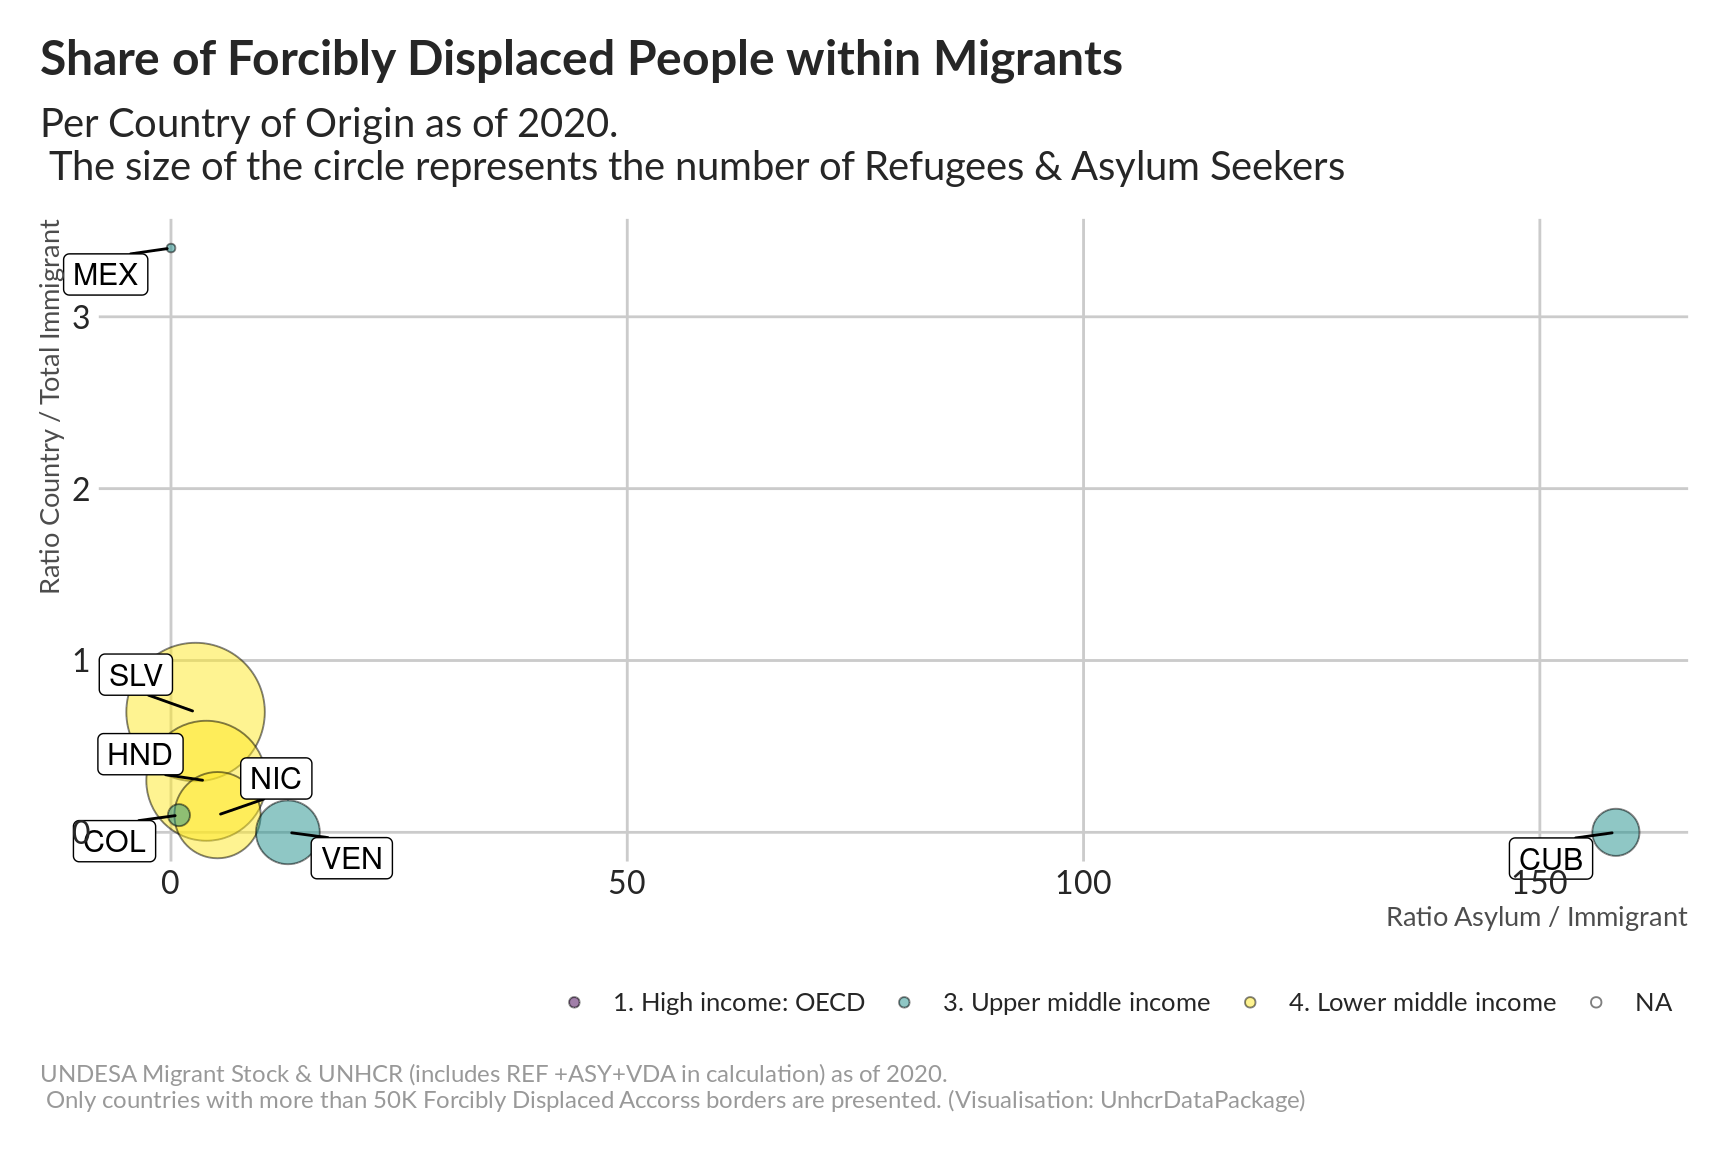 Share of Forcibly Displaced People within Migrants
Per Country of Origin as of 2020.
The size of the circle represents the number of Refugees & Asylum Seekers
Ratio Country / Total Immigrant
MEX
3
2
1
SLV
HND
NIC
COL
0
VEN
CUB
0
50
100
150
Ratio Asylum / Immigrant
1. High income: OECD
3. Upper middle income
4. Lower middle income
NA
UNDESA Migrant Stock & UNHCR (includes REF +ASY+VDA in calculation) as of 2020.
Only countries with more than 50K Forcibly Displaced Accorss borders are presented. (Visualisation: UnhcrDataPackage)